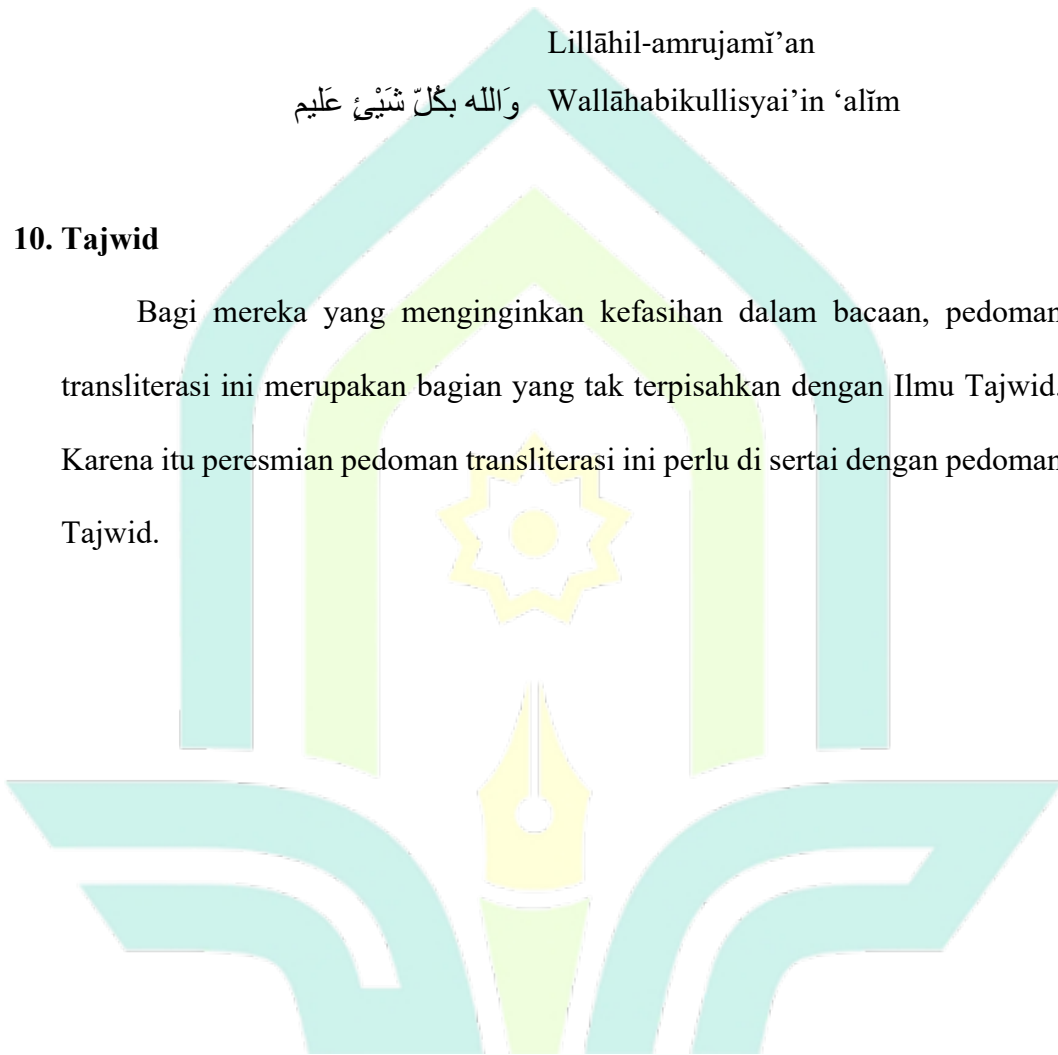 Lillāhil-amrujamĭ’an
وَاللّه بكُلّ شَيْئٍ عَليم Wallāhabikullisyai’in ‘alĭm
10. Tajwid
Bagi mereka yang menginginkan kefasihan dalam bacaan, pedoman
transliterasi ini merupakan bagian yang tak terpisahkan dengan Ilmu Tajwid.
Karena itu peresmian pedoman transliterasi ini perlu di sertai dengan pedoman
Tajwid.